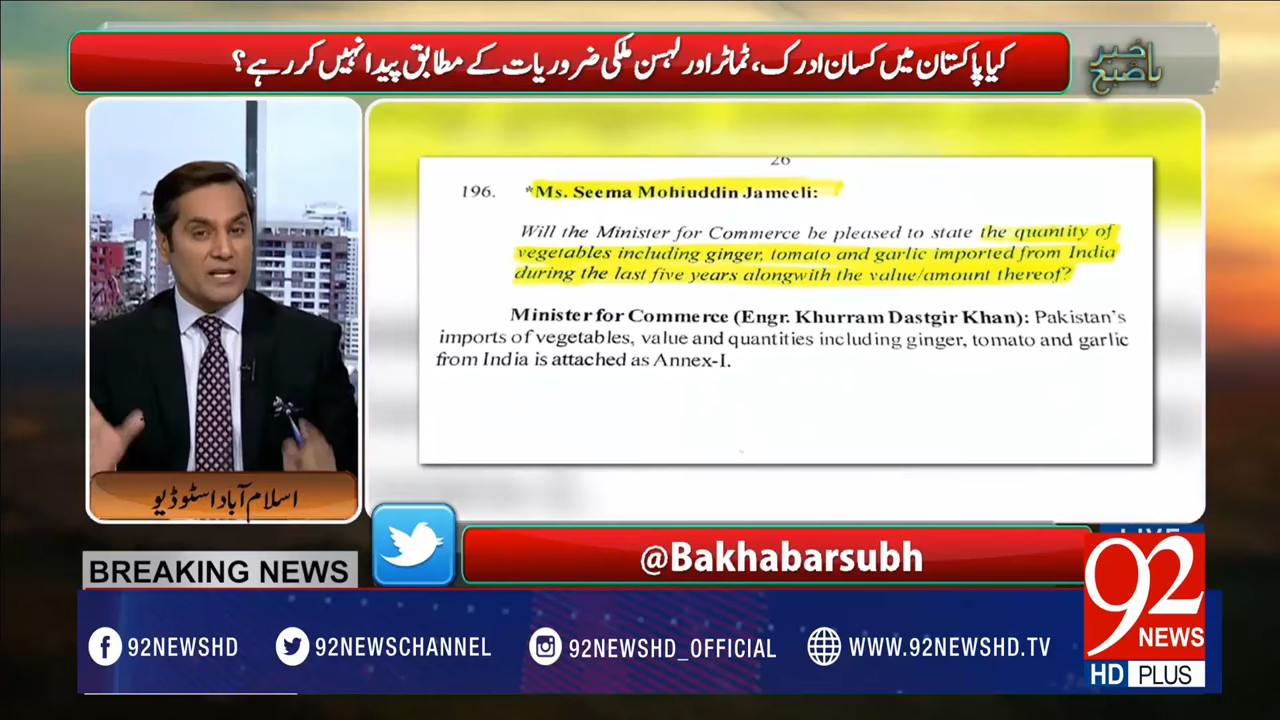 کیا پاکستان میں کسان ادرک، ٹماٹر اور لہسن ملکی ضروریات کے مطابق پیدا نہیں کر رہے؟
باخبر
صبح
26
196. *Ms. Seema Mohiuddin Jameeli:
Will the Minister for Commerce be pleased to state the quantity of
vegetables including ginger, tomato and garlic imported from India
during the last five years alongwith the value/amount thereof?
Minister for Commerce (Engr. Khurram Dastgir Khan): Pakistan's
imports of vegetables, value and quantities including ginger, tomato and garlic
from India is attached as Annex-I.
اسلام آباد اسٹوڈیو
@Bakhabarsubh
LIVE
BREAKING NEWS
92
NEWS
HD PLUS
92NEWSHD
92NEWSCHANNEL
92NEWSHD_OFFICIAL
WWW.92NEWSHD.TV